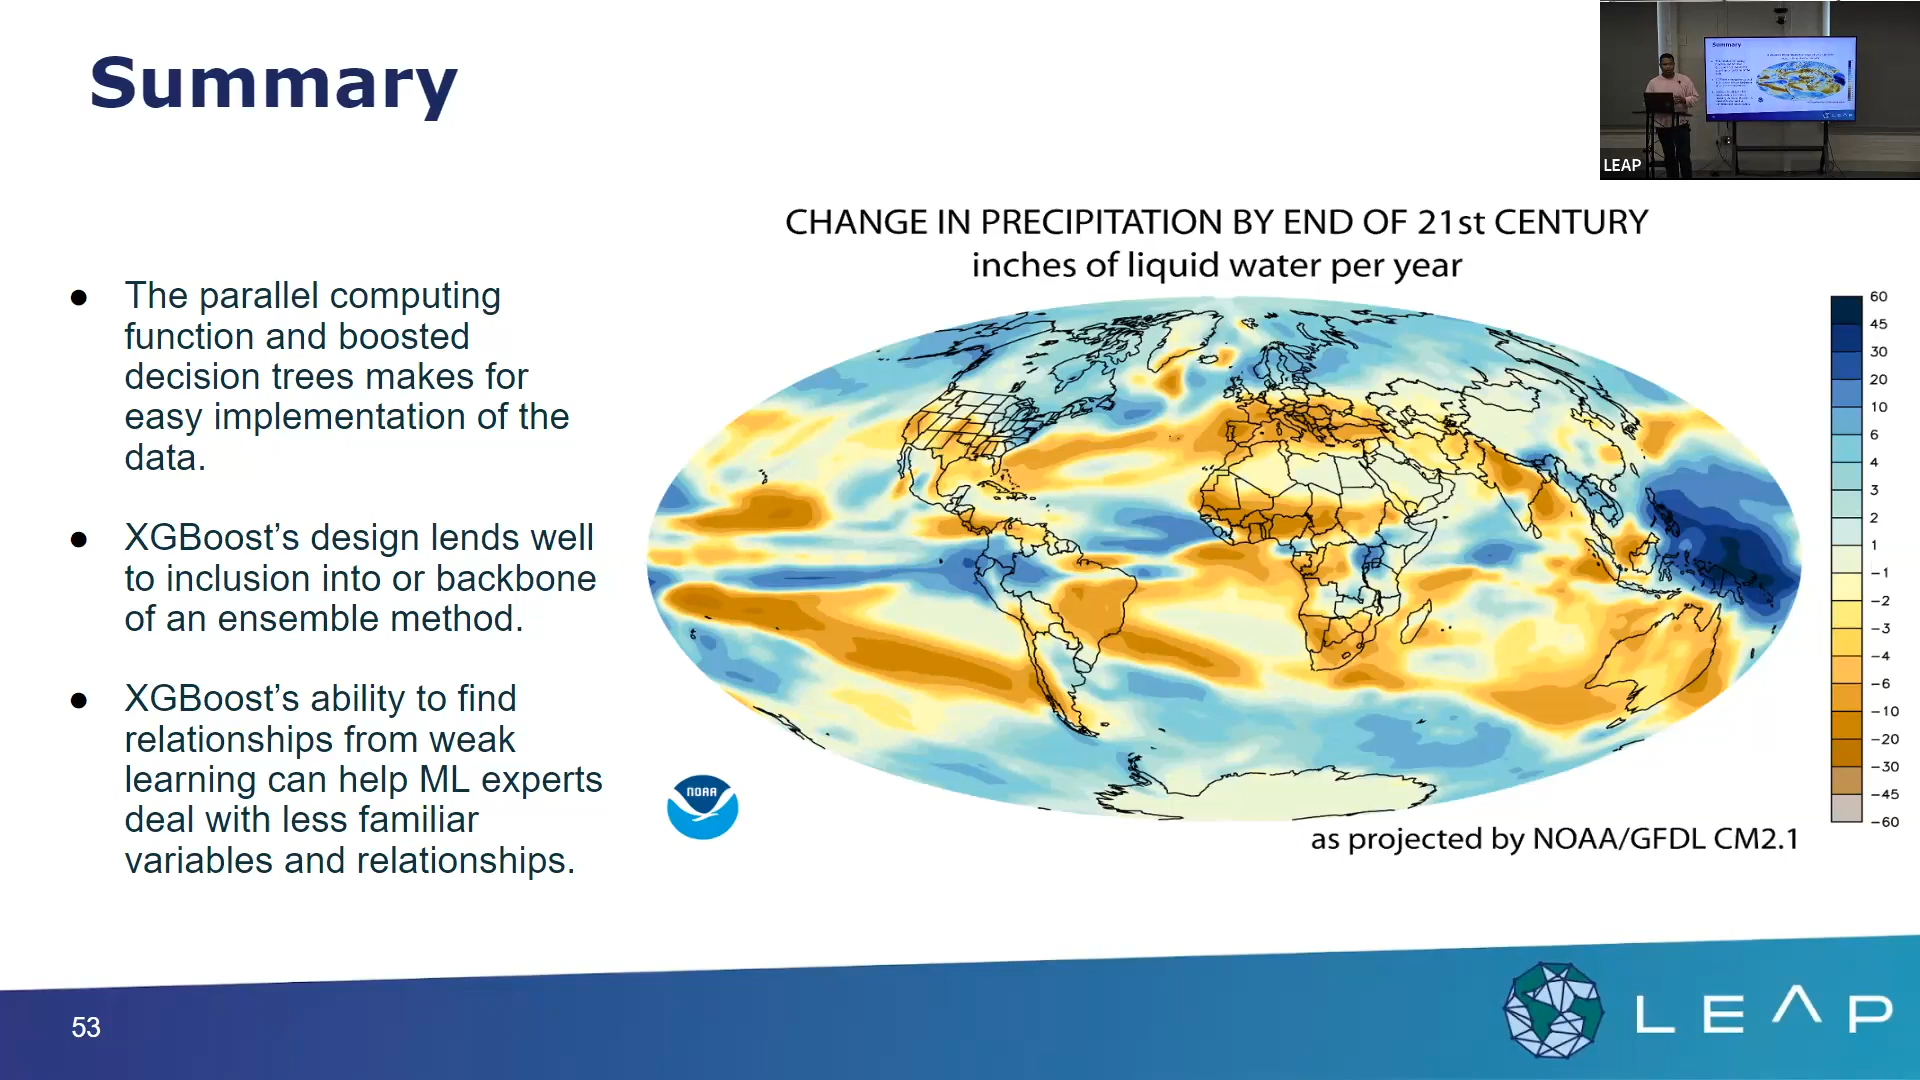 Summary
LEAP
CHANGE IN PRECIPITATION BY END OF 21st CENTURY
inches of liquid water per year
● The parallel computing
function and boosted
decision trees makes for
easy implementation of the
data.
● XGBoost’s design lends well
to inclusion into or backbone
of an ensemble method.
● XGBoost’s ability to find
relationships from weak
learning can help ML experts
deal with less familiar
variables and relationships.
60
45
30
20
10
6
4
3
2
1
−1
−2
−3
−4
−6
−10
−20
−30
−45
−60
NOAA
as projected by NOAA/GFDL CM2.1
53
LEAP
Summary